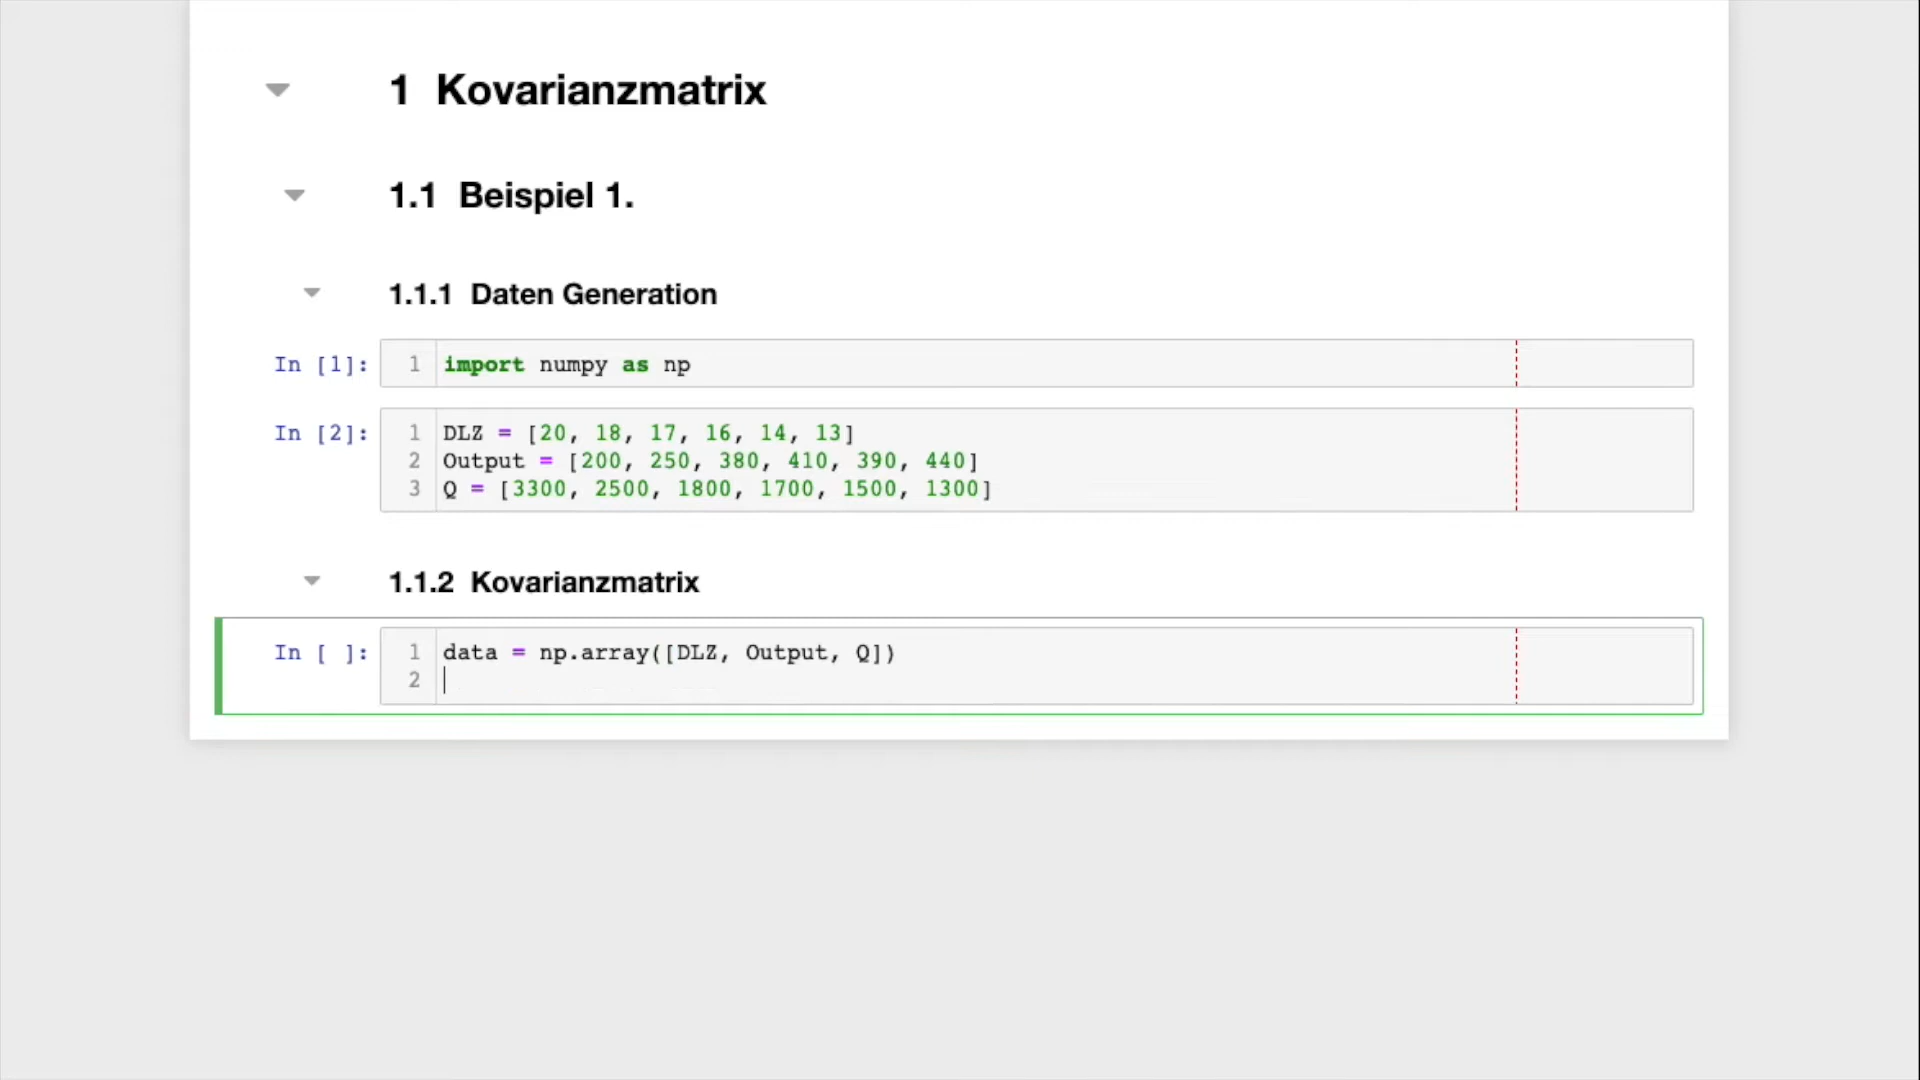 1 Kovarianzmatrix
1.1 Beispiel 1.
1.1.1 Daten Generation
In [1]: 1 import numpy as np
In [2]: 1 DLZ = [20, 18, 17, 16, 14, 13]
2 Output = [200, 250, 380, 410, 390, 440]
3 Q = [3300, 2500, 1800, 1700, 1500, 1300]
1.1.2 Kovarianzmatrix
In [ ]: 1 data = np.array([DLZ, Output, Q])
2